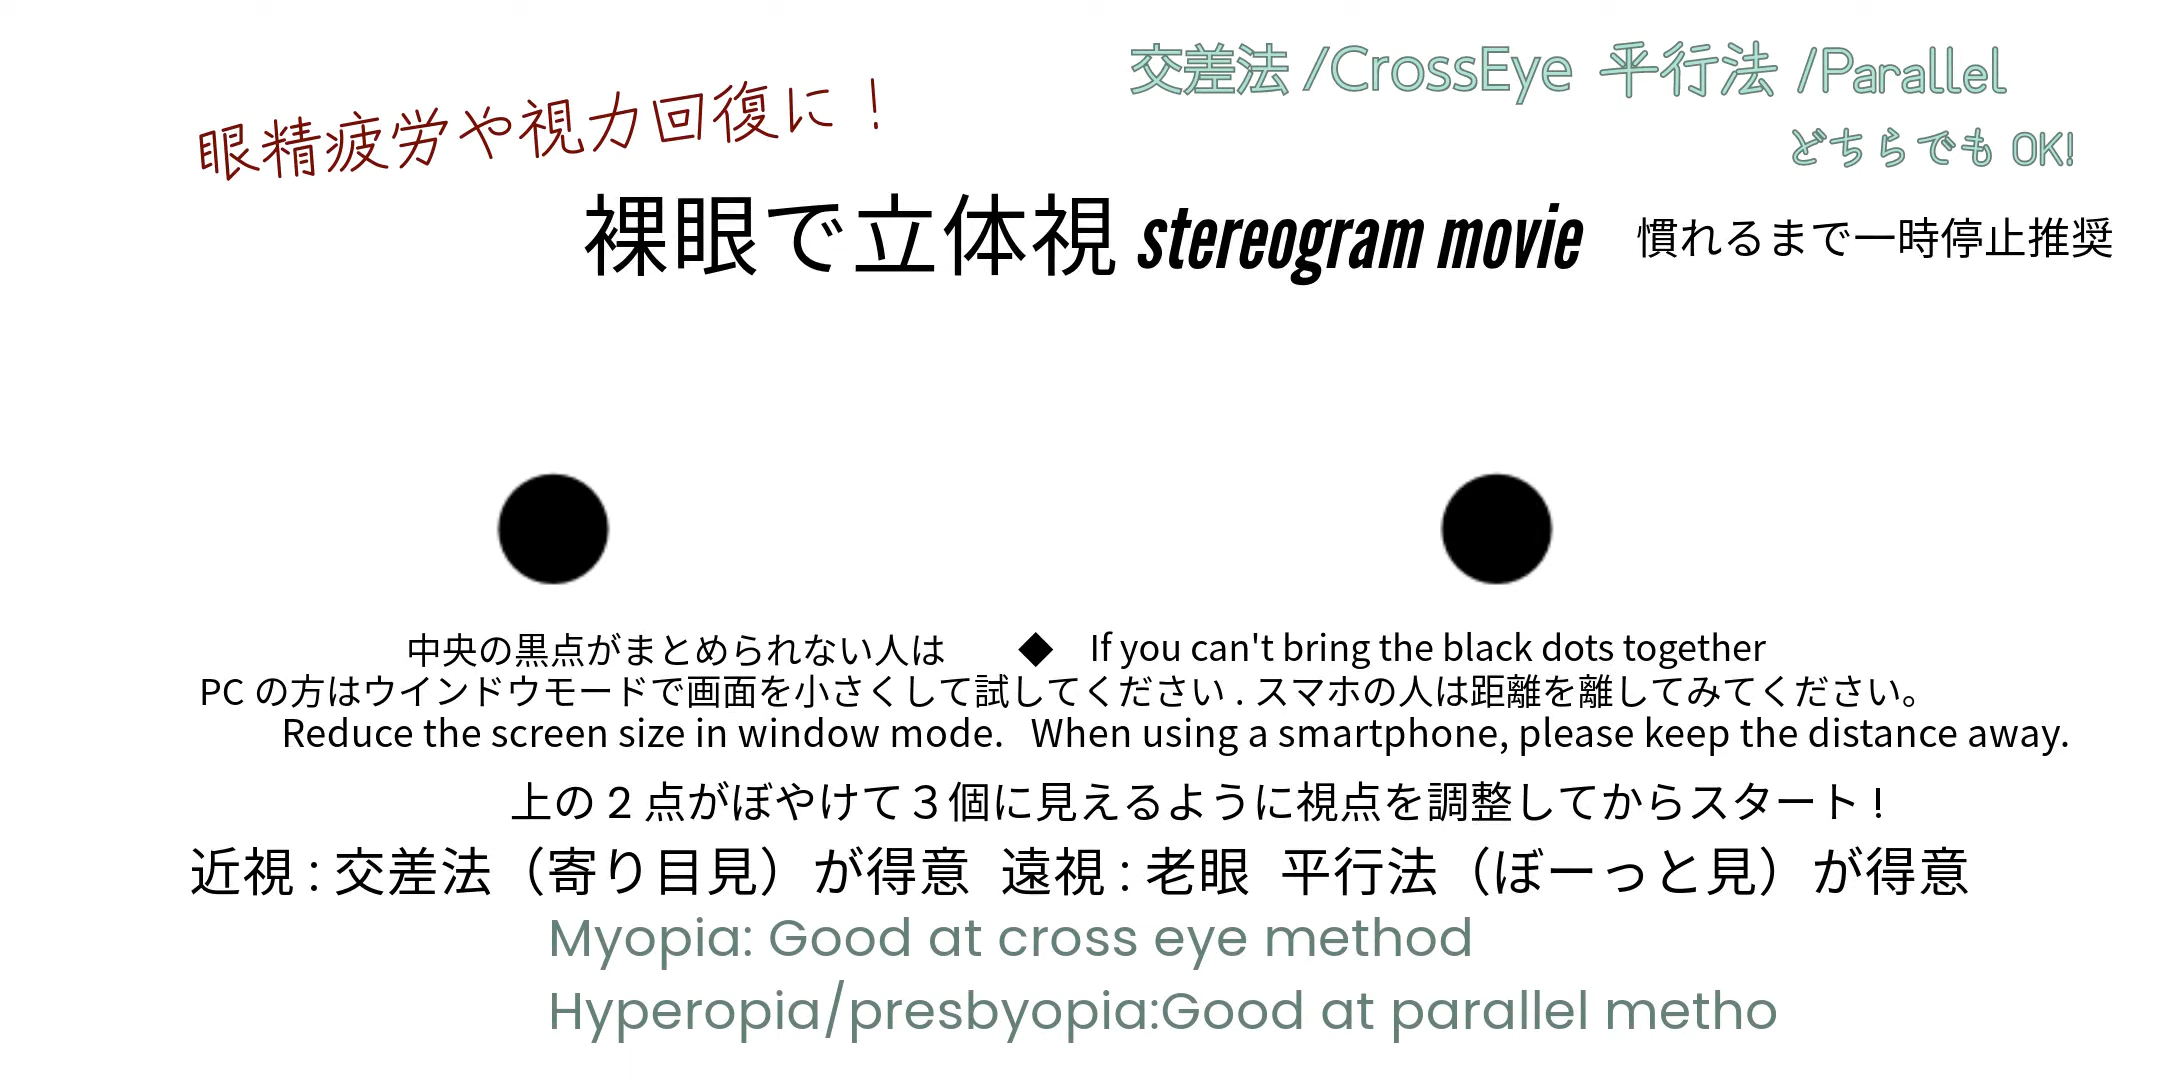 交差法 /CrossEye 平行法 /Parallel
眼精疲労や視力回復に！
どちらでも OK!
裸眼で立体視 stereogram movie 慣れるまで一時停止推奨
中央の黒点がまとめられない人は ◆ If you can't bring the black dots together
PC の方はウインドウモードで画面を小さくして試してください . スマホの人は距離を離してみてください。
Reduce the screen size in window mode. When using a smartphone, please keep the distance away.
上の 2 点がぼやけて３個に見えるように視点を調整してからスタート !
近視 : 交差法（寄り目見）が得意 遠視 : 老眼 平行法（ぼーっと見）が得意
Myopia: Good at cross eye method
Hyperopia/presbyopia:Good at parallel metho